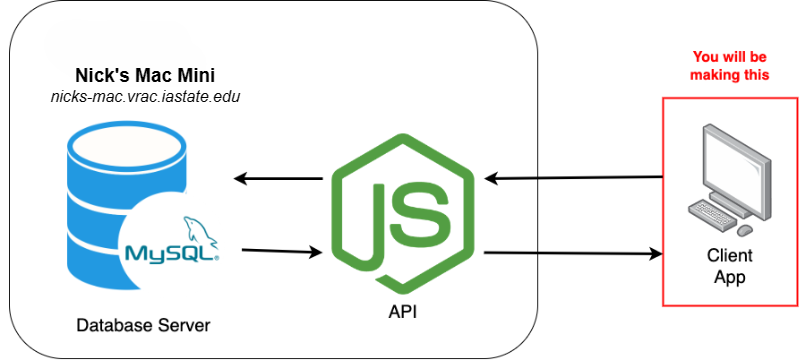 Nick's Mac Mini
nicks-mac.vrac.iastate.edu
You will be
making this
MySQL®
JS
Database Server
API
Client
App